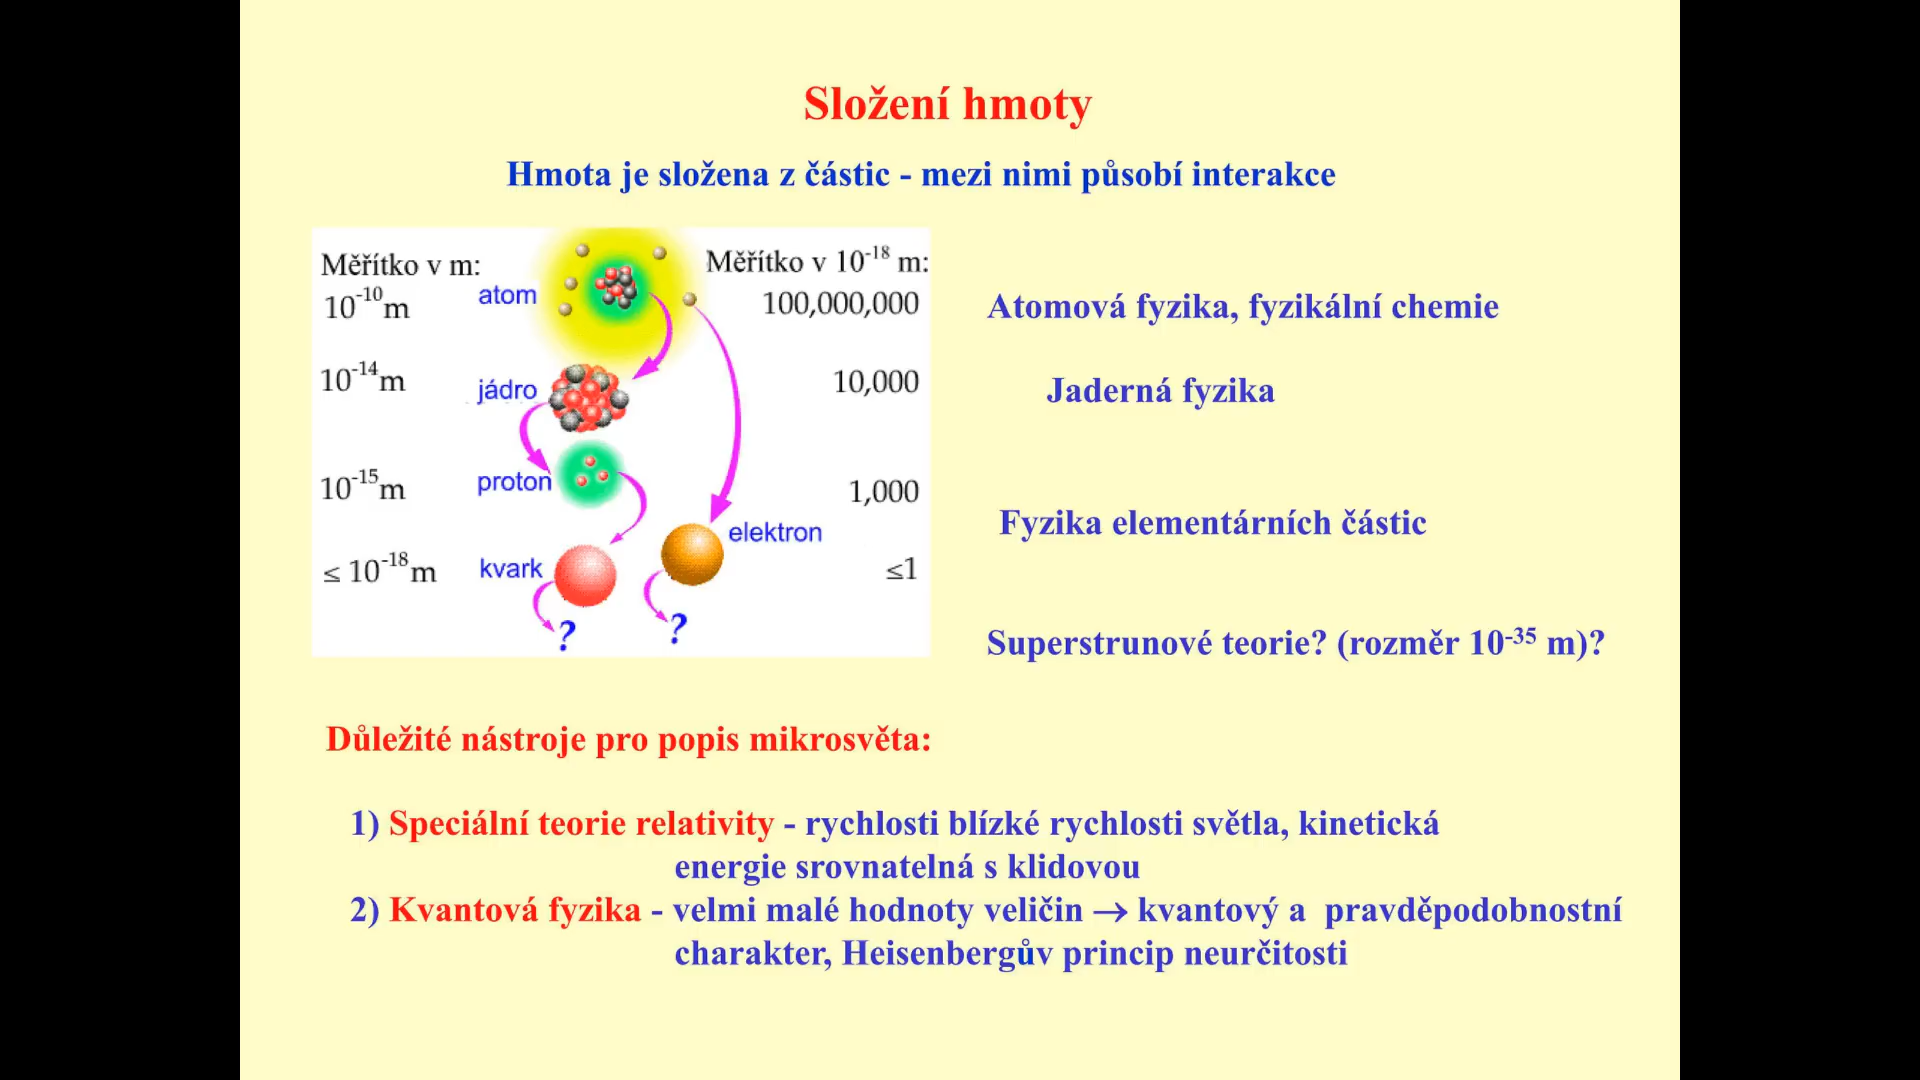 Složení hmoty
Hmota je složena z částic - mezi nimi působí interakce
Měřítko v m:
Měřítko v 10⁻¹⁸ m:
10⁻¹⁰m
atom
100,000,000
Atomová fyzika, fyzikální chemie
10⁻¹⁴m
jádro
10,000
Jaderná fyzika
10⁻¹⁵m
proton
1,000
elektron
Fyzika elementárních částic
≤ 10⁻¹⁸m
kvark
≤1
?
?
Superstrunové teorie? (rozměr 10⁻³⁵ m)?
Důležité nástroje pro popis mikrosvěta:
1) Speciální teorie relativity - rychlosti blízké rychlosti světla, kinetická
energie srovnatelná s klidovou
2) Kvantová fyzika - velmi malé hodnoty veličin → kvantový a pravděpodobnostní
charakter, Heisenbergův princip neurčitosti